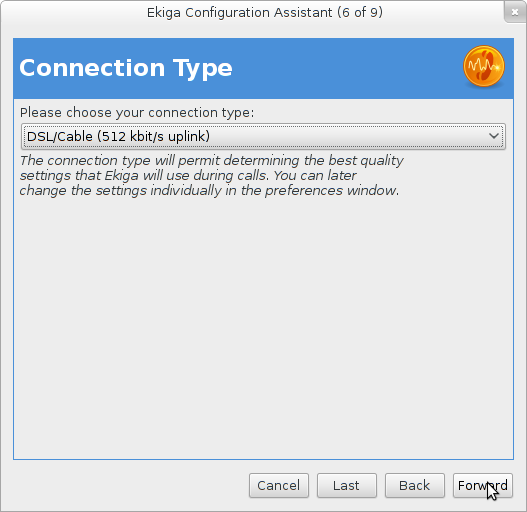 Ekiga Configuration Assistant (6 of 9)
Connection Type
Please choose your connection type:
DSL/Cable (512 kbit/s uplink)
The connection type will permit determining the best quality
settings that Ekiga will use during calls. You can later
change the settings individually in the preferences window.
Cancel
Last
Back
Forward